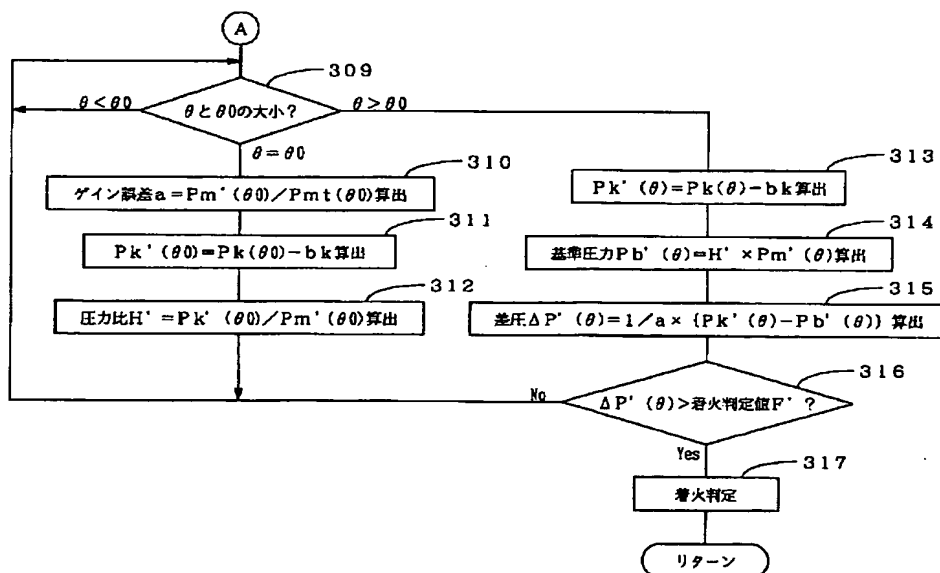 A
309
θ<θ0
θとθ0の大小?
θ>θ0
θ=θ0
310
ゲイン誤差a=Pm'(θ0)/Pmt(θ0)算出
311
Pk'(θ0)=Pk(θ0)-bk算出
312
圧力比H'=Pk'(θ0)/Pm'(θ0)算出
313
Pk'(θ)=Pk(θ)-bk算出
314
基準圧力Pb'(θ)=H'×Pm'(θ)算出
315
差圧ΔP'(θ)=1/a×{Pk'(θ)-Pb'(θ)}算出
316
No
ΔP'(θ)>着火判定値F'?
Yes
317
着火判定
リターン